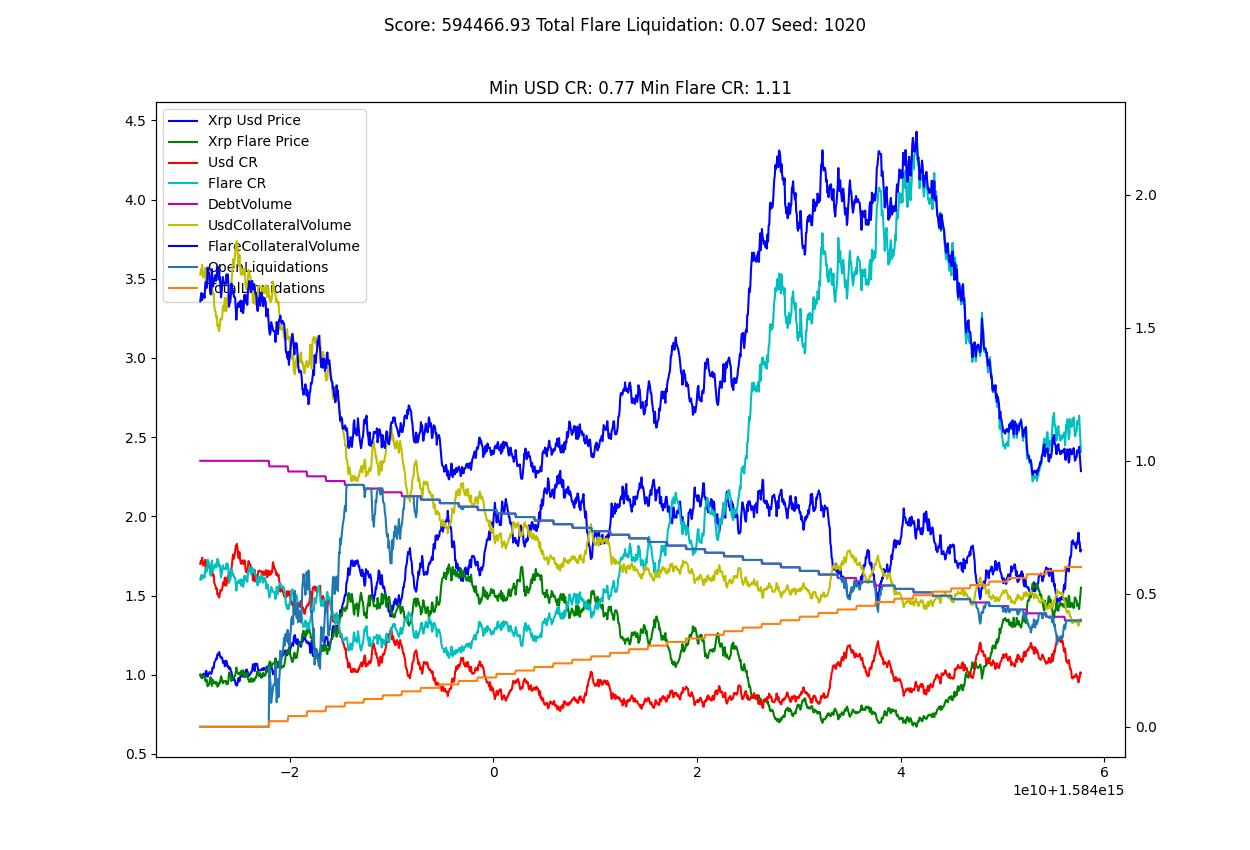 Score: 594466.93 Total Flare Liquidation: 0.07 Seed: 1020
Min USD CR: 0.77 Min Flare CR: 1.11
Xrp Usd Price
Xrp Flare Price
Usd CR
Flare CR
DebtVolume
UsdCollateralVolume
FlareCollateralVolume
OpenLiquidations
TotalLiquidations
4.5
4.0
3.5
3.0
2.5
2.0
1.5
1.0
0.5
2.0
1.5
1.0
0.5
0.0
−2
0
2
4
6
1e10+1.584e15